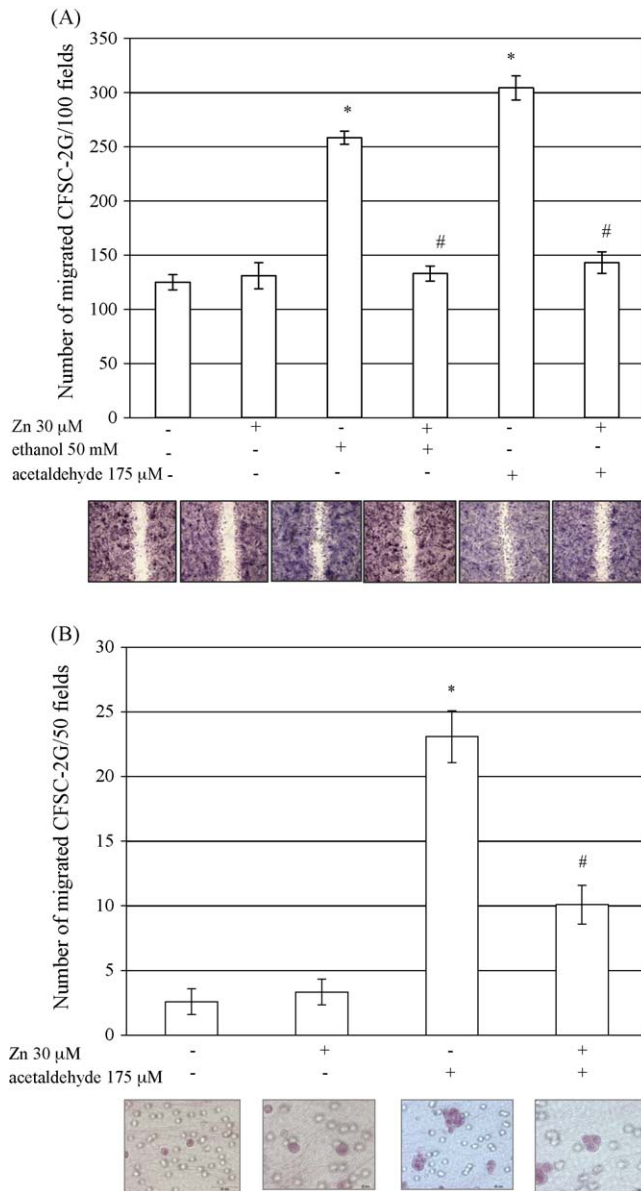 (A)
Number of migrated CFSC-2G/100 fields
350
300
250
200
150
100
50
0
*
*
#
#
Zn 30 µM - + - + - +
ethanol 50 mM - - + + - -
acetaldehyde 175 µM - - - - + +
(B)
Number of migrated CFSC-2G/50 fields
30
25
20
15
10
5
0
*
#
Zn 30 µM - + - +
acetaldehyde 175 µM - - + +